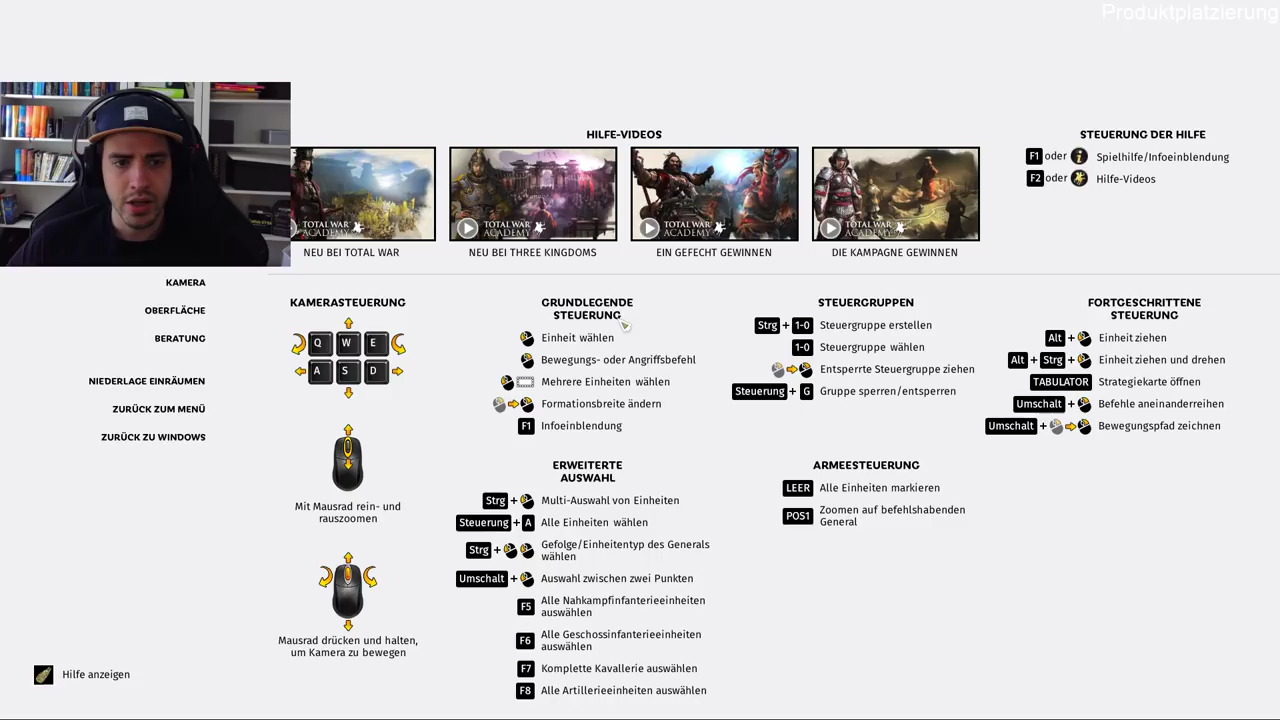 Produktplatzierung
HILFE-VIDEOS
STEUERUNG DER HILFE
F1 oder Spielhilfe/Infoeinblendung
F2 oder Hilfe-Videos
TOTAL WAR ACADEMY
TOTAL WAR ACADEMY
TOTAL WAR ACADEMY
TOTAL WAR ACADEMY
NEU BEI TOTAL WAR
NEU BEI THREE KINGDOMS
EIN GEFECHT GEWINNEN
DIE KAMPAGNE GEWINNEN
KAMERA
OBERFLÄCHE
BERATUNG
NIEDERLAGE EINRÄUMEN
ZURÜCK ZUM MENÜ
ZURÜCK ZU WINDOWS
KAMERASTEUERUNG
Q W E
A S D
Mit Mausrad rein- und
rauszoomen
Mausrad drücken und halten,
um Kamera zu bewegen
GRUNDLEGENDE
STEUERUNG
Einheit wählen
Bewegungs- oder Angriffsbefehl
Mehrere Einheiten wählen
Formationsbreite ändern
F1 Infoeinblendung
ERWEITERTE
AUSWAHL
Strg + Multi-Auswahl von Einheiten
Steuerung + A Alle Einheiten wählen
Strg + Gefolge/Einheitentyp des Generals
wählen
Umschalt + Auswahl zwischen zwei Punkten
F5 Alle Nahkampfinfanterieeinheiten
auswählen
F6 Alle Geschossinfanterieeinheiten
auswählen
F7 Komplette Kavallerie auswählen
F8 Alle Artillerieeinheiten auswählen
STEUERGRUPPEN
Strg + 1-0 Steuergruppe erstellen
1-0 Steuergruppe wählen
Entsperrte Steuergruppe ziehen
Steuerung + G Gruppe sperren/entsperren
ARMEESTEUERUNG
LEER Alle Einheiten markieren
POS1 Zoomen auf befehlshabenden
General
FORTGESCHRITTENE
STEUERUNG
Alt + Einheit ziehen
Alt + Strg + Einheit ziehen und drehen
TABULATOR Strategiekarte öffnen
Umschalt + Befehle aneinanderreihen
Umschalt + Bewegungspfad zeichnen
Hilfe anzeigen